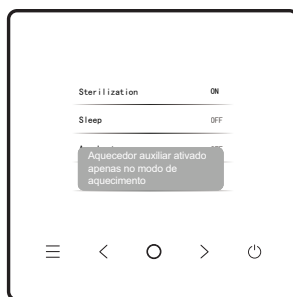 Sterilization ON
Sleep OFF
Aquecedor auxiliar ativado
apenas no modo de
aquecimento